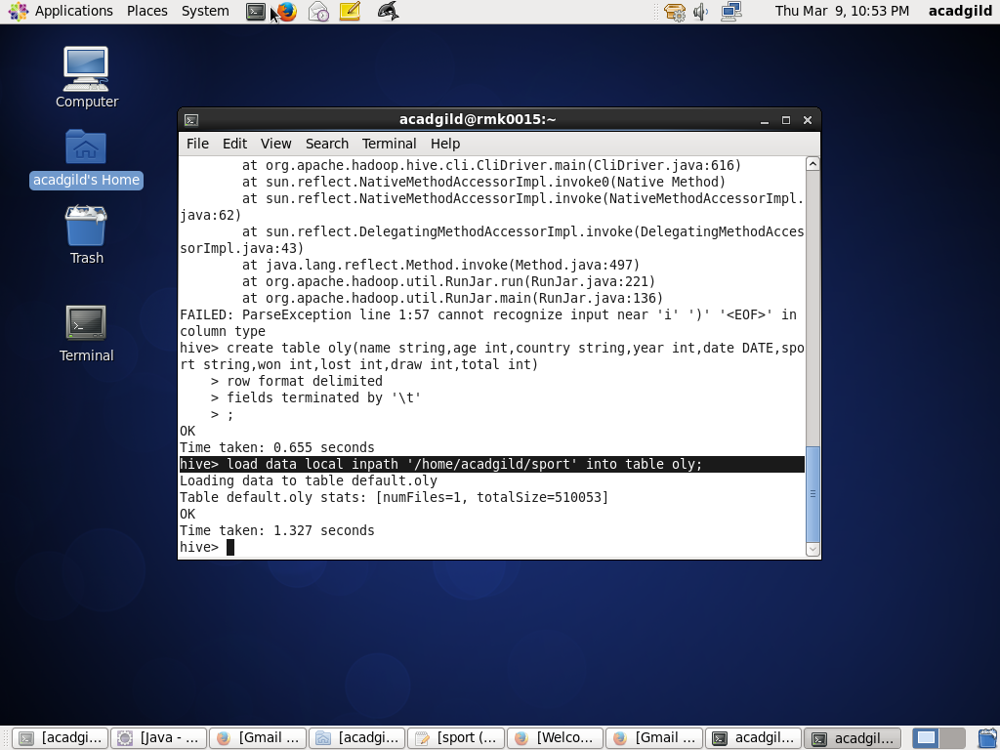 Applications Places System Thu Mar 9, 10:53 PM acadgild
Computer
acadgild's Home
Trash
Terminal
acadgild@rmk0015:~
File Edit View Search Terminal Help
at org.apache.hadoop.hive.cli.CliDriver.main(CliDriver.java:616)
at sun.reflect.NativeMethodAccessorImpl.invoke0(Native Method)
at sun.reflect.NativeMethodAccessorImpl.invoke(NativeMethodAccessorImpl.
java:62)
at sun.reflect.DelegatingMethodAccessorImpl.invoke(DelegatingMethodAcces
sorImpl.java:43)
at java.lang.reflect.Method.invoke(Method.java:497)
at org.apache.hadoop.util.RunJar.run(RunJar.java:221)
at org.apache.hadoop.util.RunJar.main(RunJar.java:136)
FAILED: ParseException line 1:57 cannot recognize input near 'i' ')' '<EOF>' in
column type
hive> create table oly(name string,age int,country string,year int,date DATE,spo
rt string,won int,lost int,draw int,total int)
> row format delimited
> fields terminated by '\t'
> ;
OK
Time taken: 0.655 seconds
hive> load data local inpath '/home/acadgild/sport' into table oly;
Loading data to table default.oly
Table default.oly stats: [numFiles=1, totalSize=510053]
OK
Time taken: 1.327 seconds
hive>
[acadgi... [Java - ... [Gmail ... [acadgi... [sport (... [Welco... [Gmail ... acadgil... acadgil...